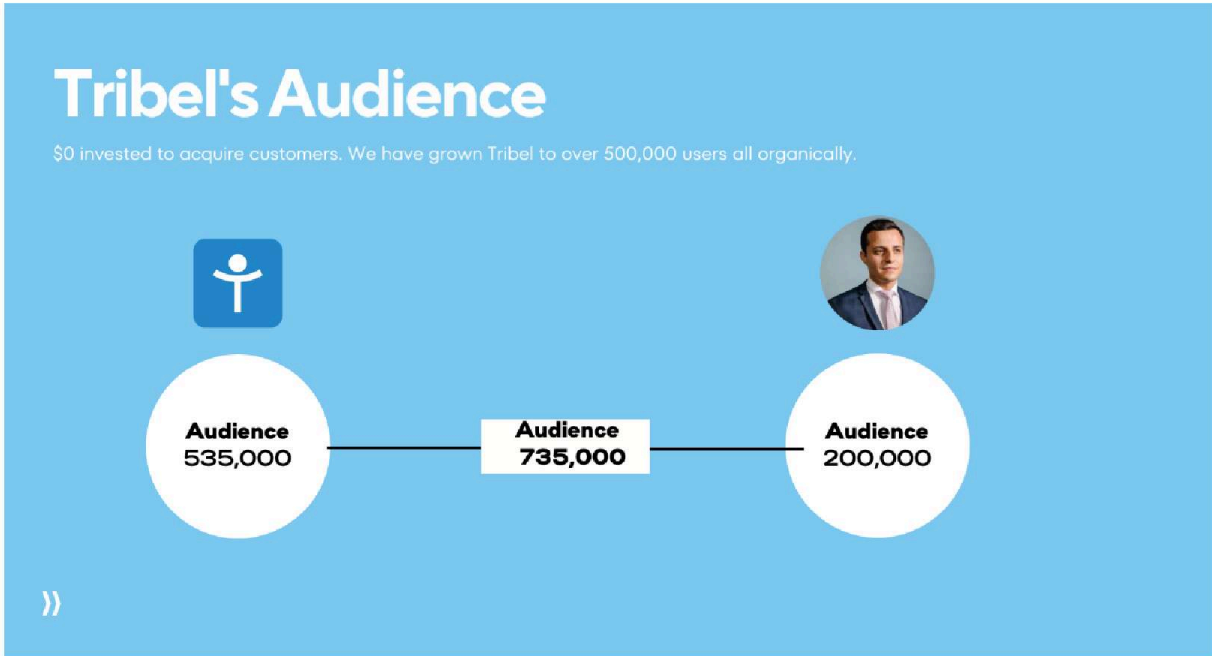 Tribel's Audience
$0 invested to acquire customers. We have grown Tribel to over 500,000 users all organically.
Audience
535,000
Audience
735,000
Audience
200,000